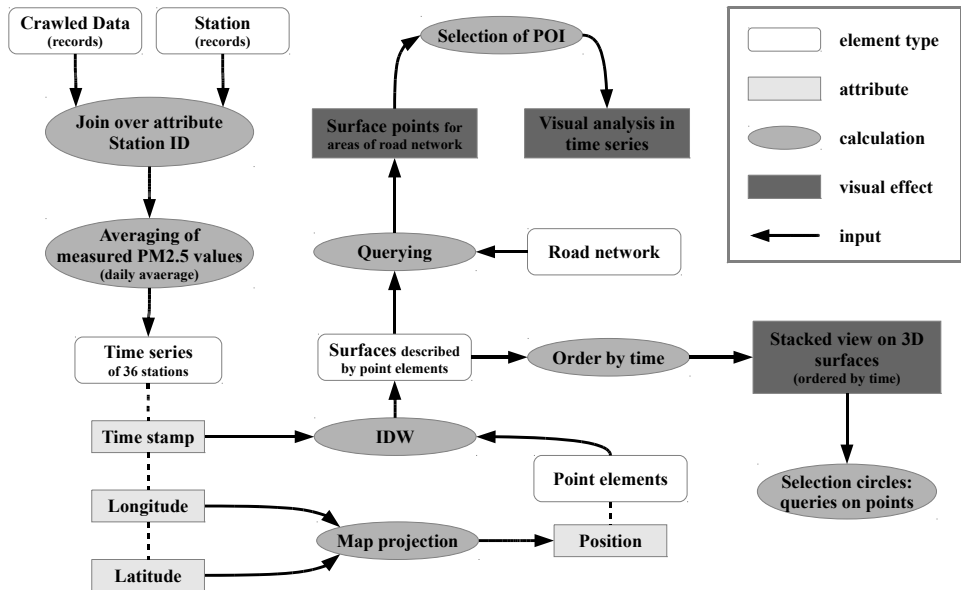 Crawled Data
(records)
Station
(records)
Join over attribute
Station ID
Averaging of
measured PM2.5 values
(daily avaerage)
Time series
of 36 stations
Time stamp
Longitude
Latitude
Selection of POI
Surface points for
areas of road network
Visual analysis in
time series
Querying
Road network
Surfaces described
by point elements
Order by time
Stacked view on 3D
surfaces
(ordered by time)
IDW
Point elements
Selection circles:
queries on points
Map projection
Position
element type
attribute
calculation
visual effect
input